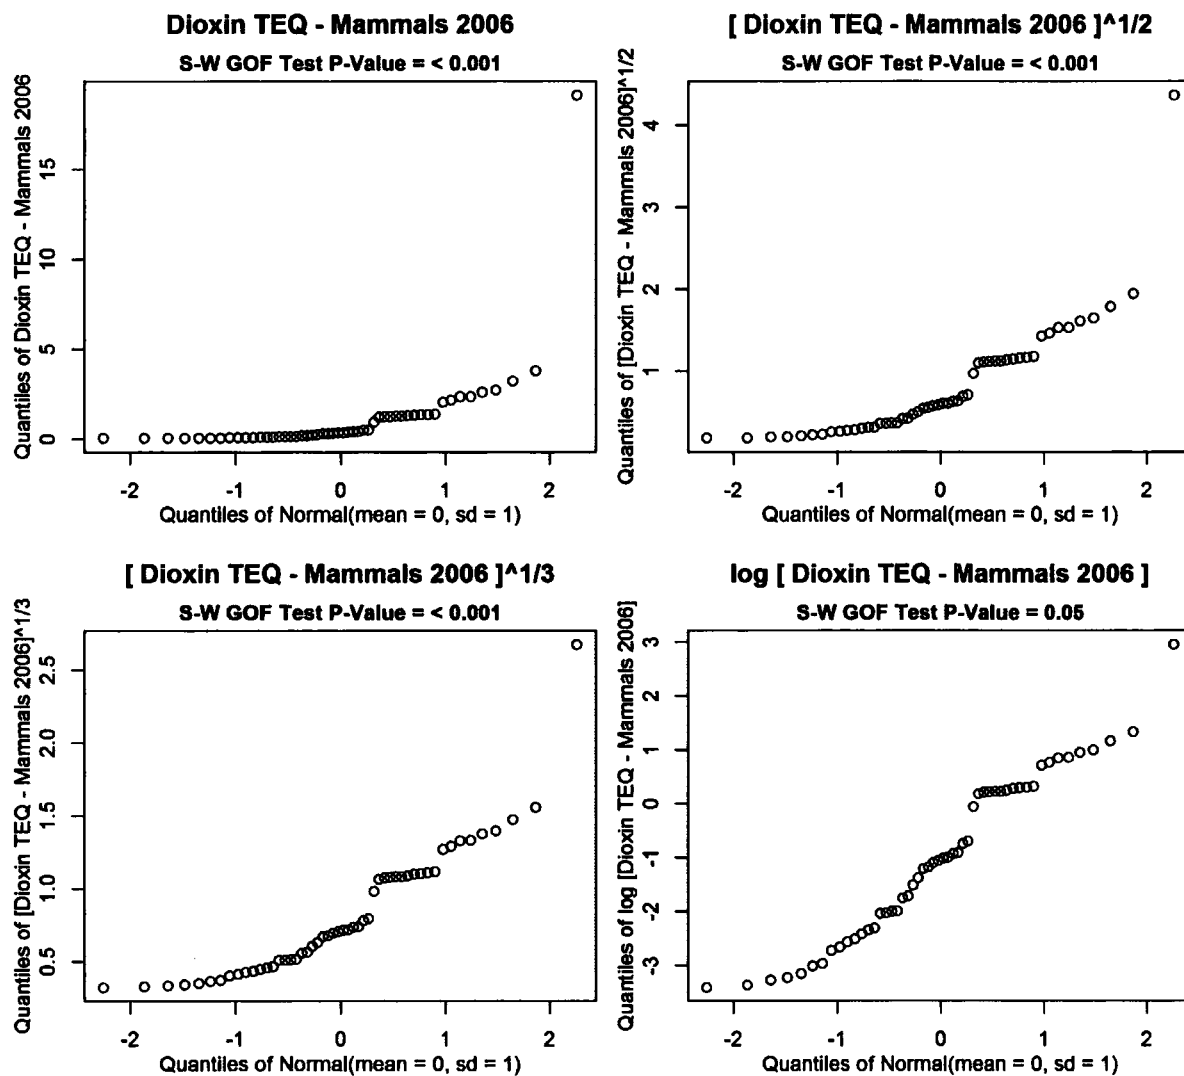 Dioxin TEQ - Mammals 2006
S-W GOF Test P-Value = < 0.001
Quantiles of Dioxin TEQ - Mammals 2006
15
10
5
0
-2 -1 0 1 2
Quantiles of Normal(mean = 0, sd = 1)
[ Dioxin TEQ - Mammals 2006 ]^1/2
S-W GOF Test P-Value = < 0.001
Quantiles of [Dioxin TEQ - Mammals 2006]^1/2
4
3
2
1
-2 -1 0 1 2
Quantiles of Normal(mean = 0, sd = 1)
[ Dioxin TEQ - Mammals 2006 ]^1/3
S-W GOF Test P-Value = < 0.001
Quantiles of [Dioxin TEQ - Mammals 2006]^1/3
2.5
2.0
1.5
1.0
0.5
-2 -1 0 1 2
Quantiles of Normal(mean = 0, sd = 1)
log [ Dioxin TEQ - Mammals 2006 ]
S-W GOF Test P-Value = 0.05
Quantiles of log [Dioxin TEQ - Mammals 2006]
3
2
1
0
-1
-2
-3
-2 -1 0 1 2
Quantiles of Normal(mean = 0, sd = 1)